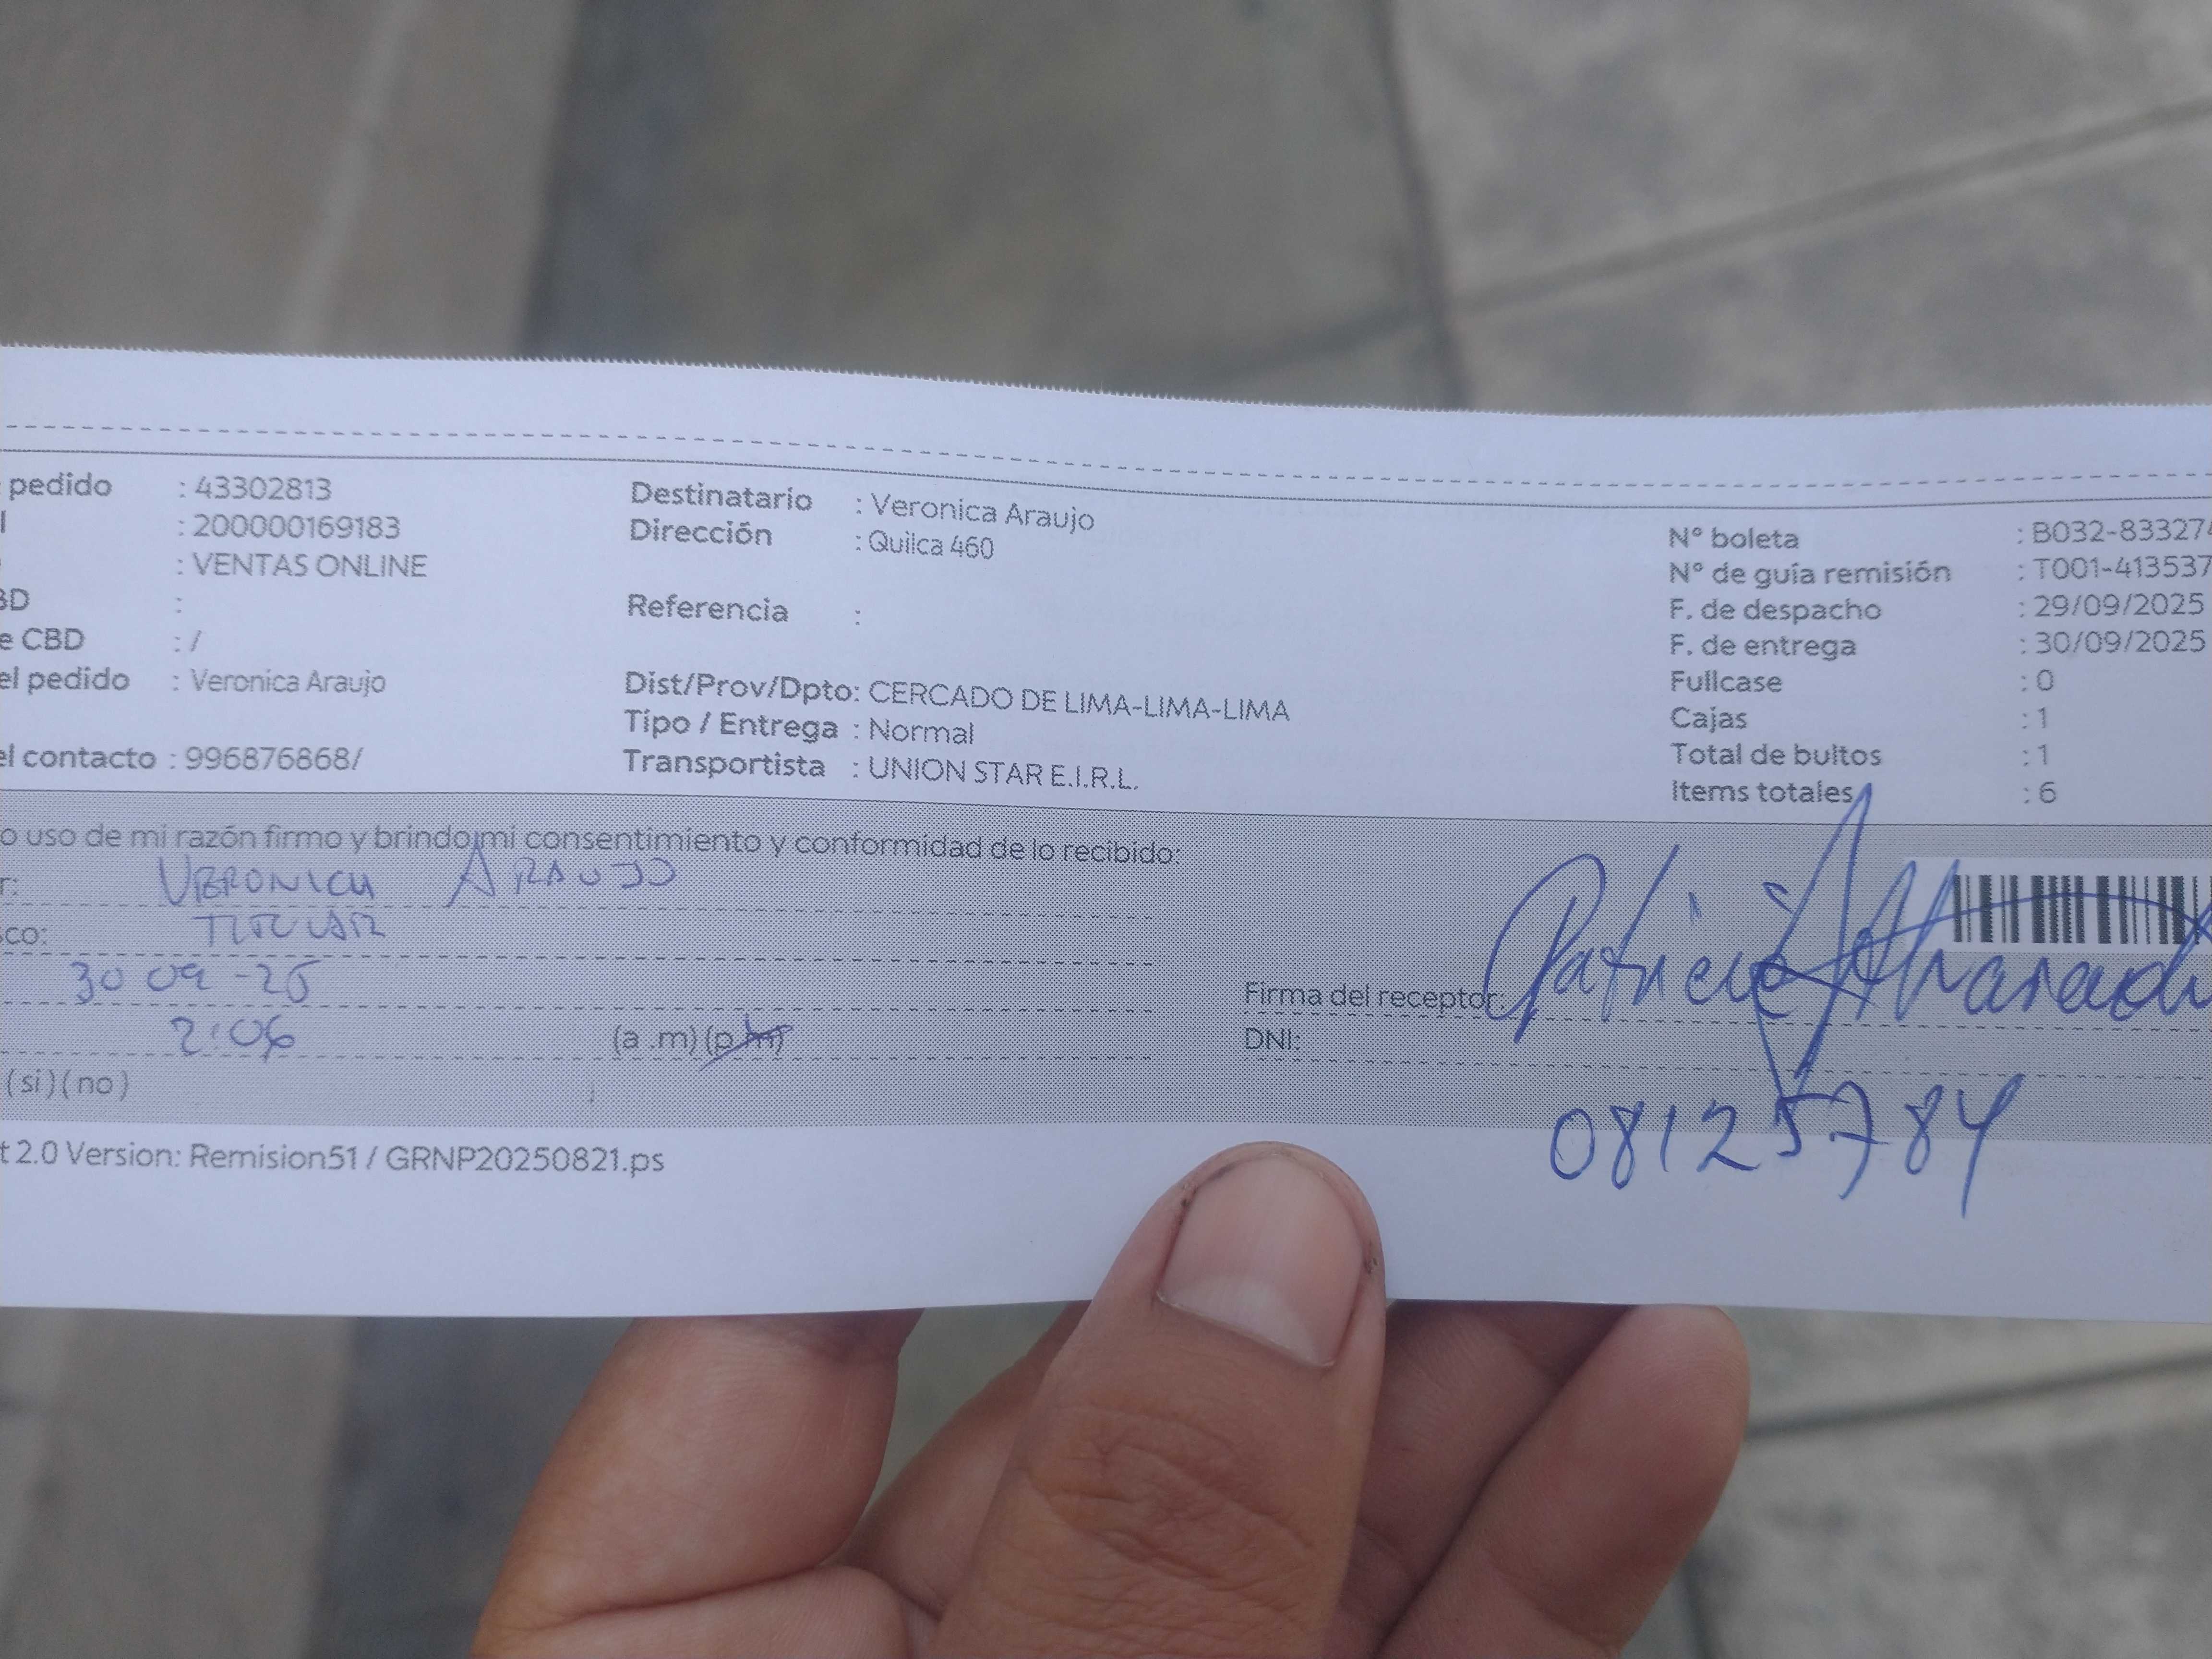 pedido : 43302813
l : 200000169183
: VENTAS ONLINE
BD :
e CBD : /
el pedido : Veronica Araujo
el contacto : 996876868/
Destinatario : Veronica Araujo
Dirección : Quilca 460
Referencia :
Dist/Prov/Dpto: CERCADO DE LIMA-LIMA-LIMA
Tipo / Entrega : Normal
Transportista : UNION STAR E.I.R.L.
N° boleta : B032-83327
N° de guía remisión : T001-413537
F. de despacho : 29/09/2025
F. de entrega : 30/09/2025
Fullcase : 0
Cajas : 1
Total de bultos : 1
Items totales : 6
o uso de mi razón firmo y brindo mi consentimiento y conformidad de lo recibido:
r: VERONICA ARAUJO
sco: TITULAR
30 09 -25
2:06 (a .m) (p.m)
(si) (no)
Firma del receptor:
DNI: 08125784
t 2.0 Version: Remision51 / GRNP20250821.ps